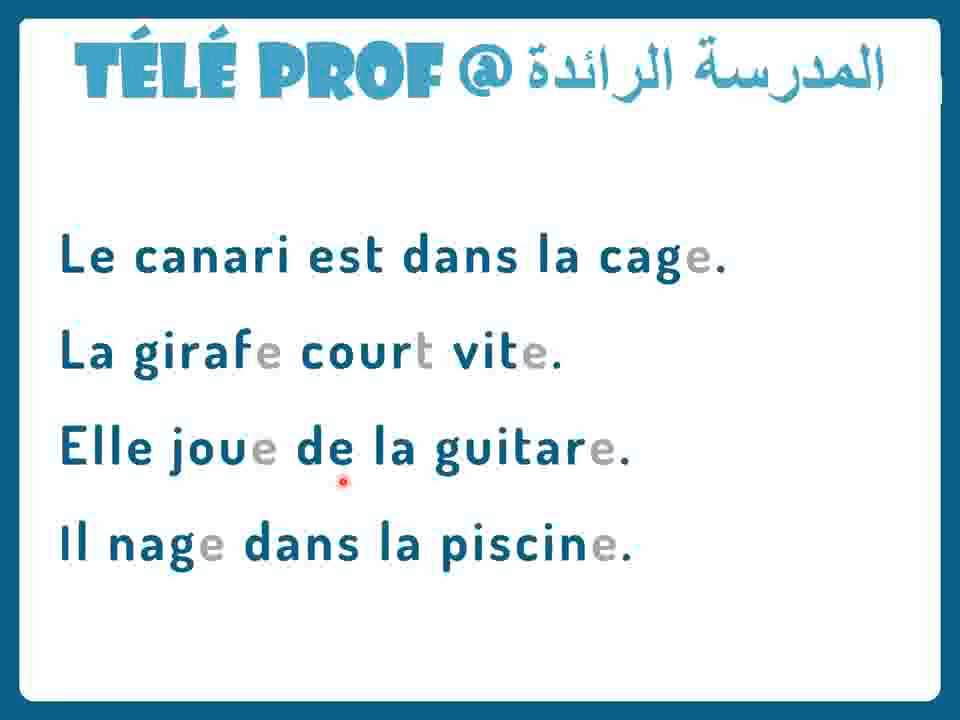 TÉLÉ PROF @ المدرسة الرائدة
Le canari est dans la cage.
La girafe court vite.
Elle joue de la guitare.
Il nage dans la piscine.